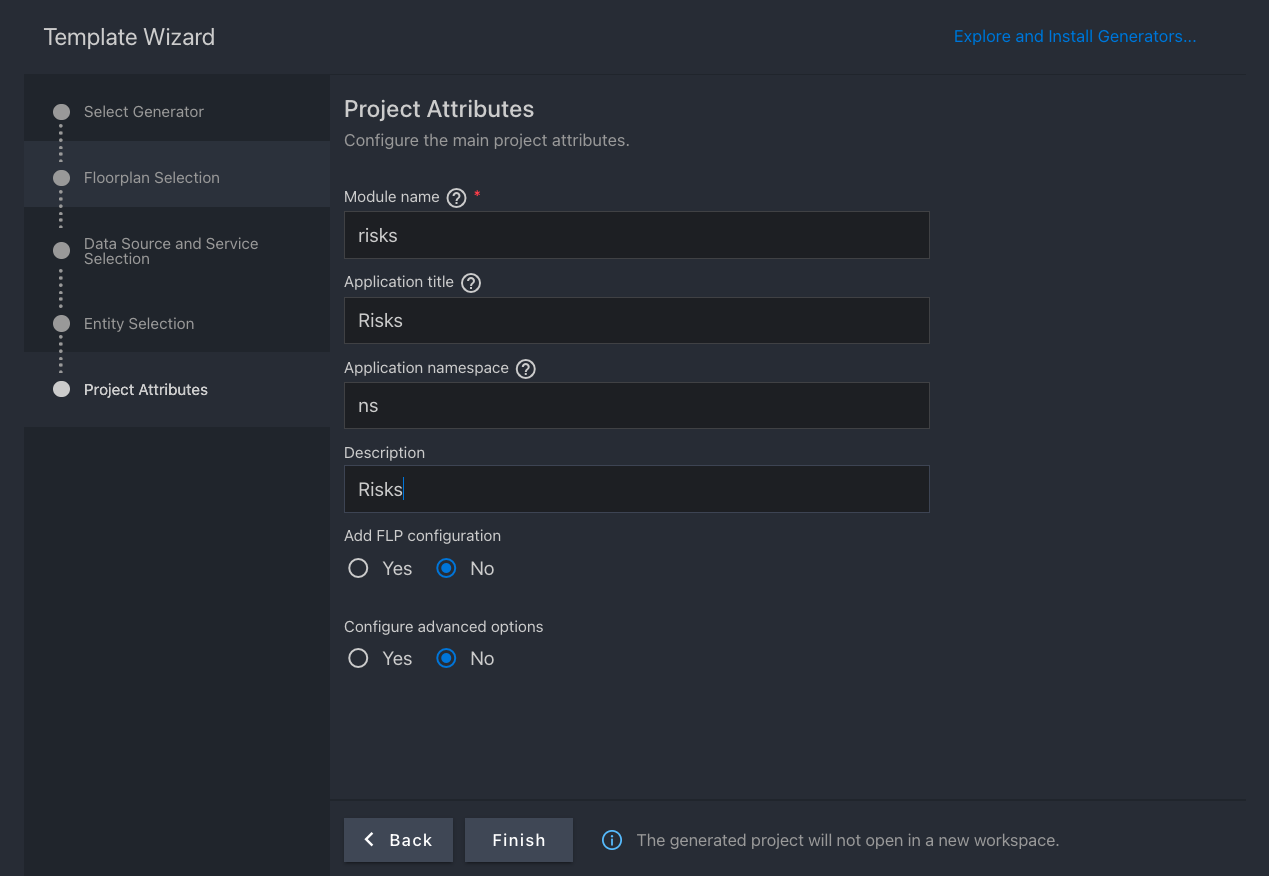 Template Wizard
Explore and Install Generators...
Select Generator
Floorplan Selection
Data Source and Service
Selection
Entity Selection
Project Attributes
Project Attributes
Configure the main project attributes.
Module name ? *
risks
Application title ?
Risks
Application namespace ?
ns
Description
Risks
Add FLP configuration
Yes No
Configure advanced options
Yes No
Back Finish i The generated project will not open in a new workspace.